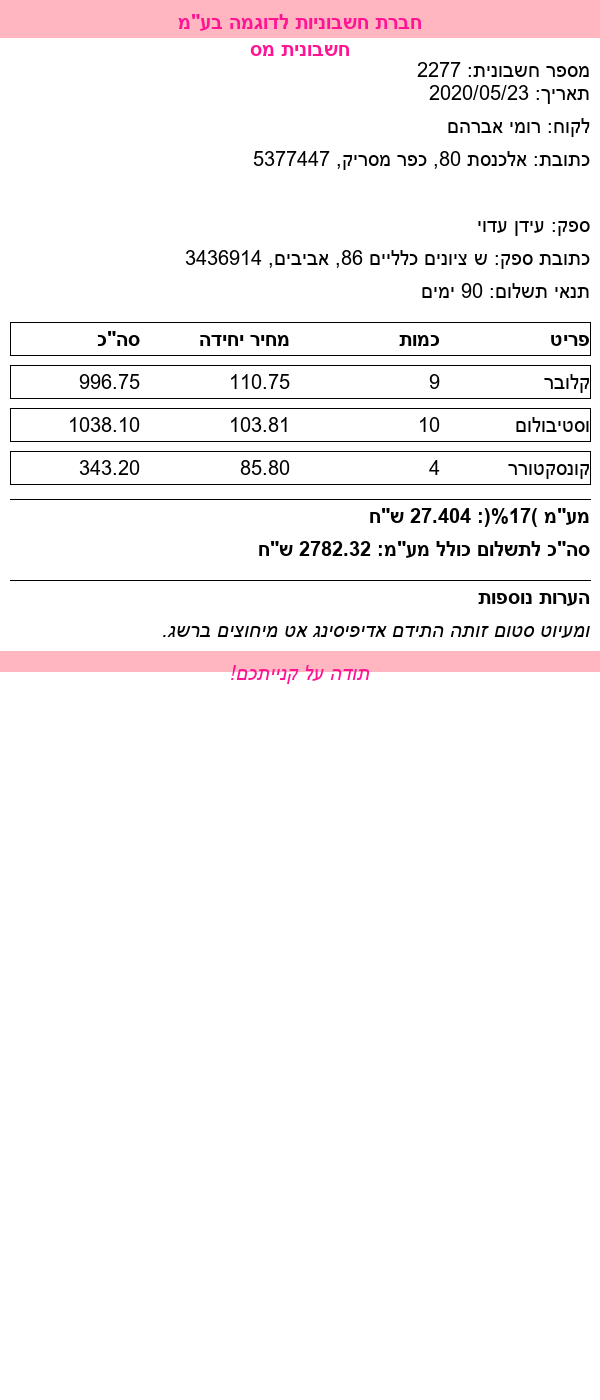 חברת חשבוניות לדוגמה בע"מ
חשבונית מס
מספר חשבונית: 2277
תאריך: 2020/05/23
לקוח: רומי אברהם
כתובת: אלכנסת 80, כפר מסריק, 5377447
ספק: עידן עדוי
כתובת ספק: ש ציונים כלליים 86, אביבים, 3436914
תנאי תשלום: 90 ימים
פריט כמות מחיר יחידה סה"כ
קלובר 9 110.75 996.75
וסטיבולום 10 103.81 1038.10
קונסקטורר 4 85.80 343.20
מע"מ )17%(: 27.404 ש"ח
סה"כ לתשלום כולל מע"מ: 2782.32 ש"ח
הערות נוספות
ומעיוט סטום זותה התידם אדיפיסינג אט מיחוצים ברשג.
תודה על קנייתכם!